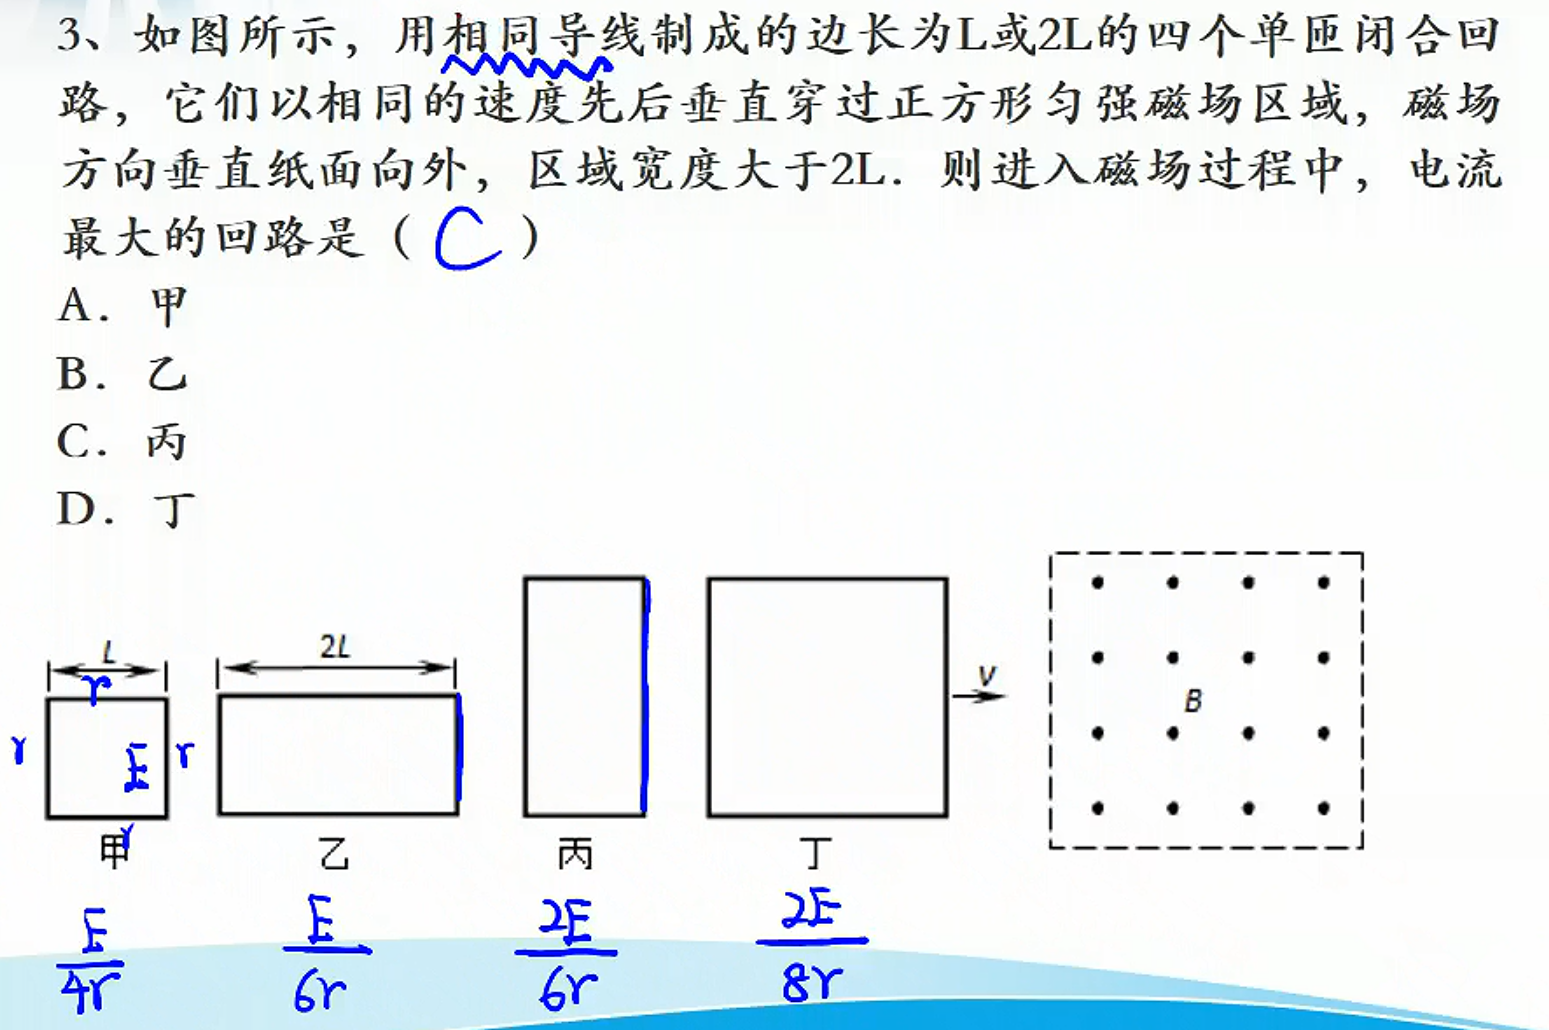 3、如图所示，用相同导线制成的边长为L或2L的四个单匝闭合回
路，它们以相同的速度先后垂直穿过正方形匀强磁场区域，磁场
方向垂直纸面向外，区域宽度大于2L．则进入磁场过程中，电流
最大的回路是（ C ）
A．甲
B．乙
C．丙
D．丁
L
2L
r
r
E
r
r
V
B
甲
乙
丙
丁
E/4r
E/6r
2E/6r
2E/8r